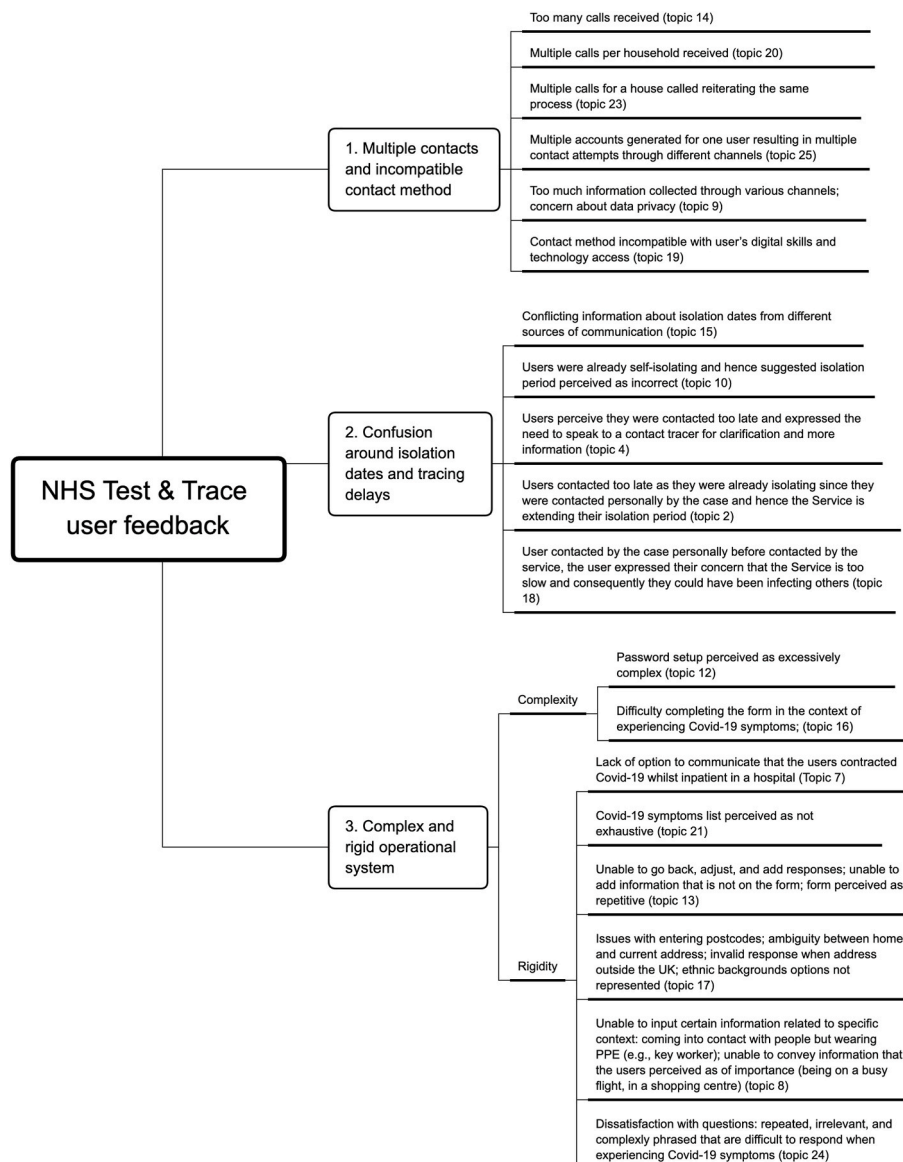 NHS Test & Trace
user feedback
1. Multiple contacts
and incompatible
contact method
Too many calls received (topic 14)
Multiple calls per household received (topic 20)
Multiple calls for a house called reiterating the same
process (topic 23)
Multiple accounts generated for one user resulting in multiple
contact attempts through different channels (topic 25)
Too much information collected through various channels;
concern about data privacy (topic 9)
Contact method incompatible with user's digital skills and
technology access (topic 19)
2. Confusion
around isolation
dates and tracing
delays
Conflicting information about isolation dates from different
sources of communication (topic 15)
Users were already self-isolating and hence suggested isolation
period perceived as incorrect (topic 10)
Users perceive they were contacted too late and expressed the
need to speak to a contact tracer for clarification and more
information (topic 4)
Users contacted too late as they were already isolating since they
were contacted personally by the case and hence the Service is
extending their isolation period (topic 2)
User contacted by the case personally before contacted by the
service, the user expressed their concern that the Service is too
slow and consequently they could have been infecting others (topic
18)
3. Complex and
rigid operational
system
Complexity
Password setup perceived as excessively
complex (topic 12)
Difficulty completing the form in the context of
experiencing Covid-19 symptoms; (topic 16)
Rigidity
Lack of option to communicate that the users contracted
Covid-19 whilst inpatient in a hospital (Topic 7)
Covid-19 symptoms list perceived as not
exhaustive (topic 21)
Unable to go back, adjust, and add responses; unable to
add information that is not on the form; form perceived as
repetitive (topic 13)
Issues with entering postcodes; ambiguity between home
and current address; invalid response when address
outside the UK; ethnic backgrounds options not
represented (topic 17)
Unable to input certain information related to specific
context: coming into contact with people but wearing
PPE (e.g., key worker); unable to convey information that
the users perceived as of importance (being on a busy
flight, in a shopping centre) (topic 8)
Dissatisfaction with questions: repeated, irrelevant, and
complexly phrased that are difficult to respond when
experiencing Covid-19 symptoms (topic 24)